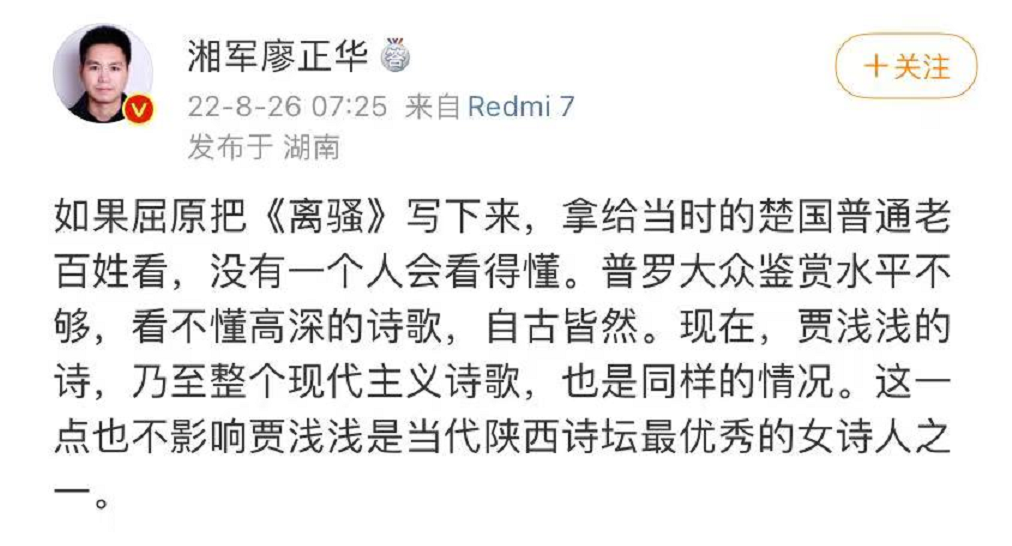 湘军廖正华
答
+关注
22-8-26 07:25 来自 Redmi 7
发布于 湖南
如果屈原把《离骚》写下来，拿给当时的楚国普通老
百姓看，没有一个人会看得懂。普罗大众鉴赏水平不
够，看不懂高深的诗歌，自古皆然。现在，贾浅浅的
诗，乃至整个现代主义诗歌，也是同样的情况。这一
点也不影响贾浅浅是当代陕西诗坛最优秀的女诗人之
一。